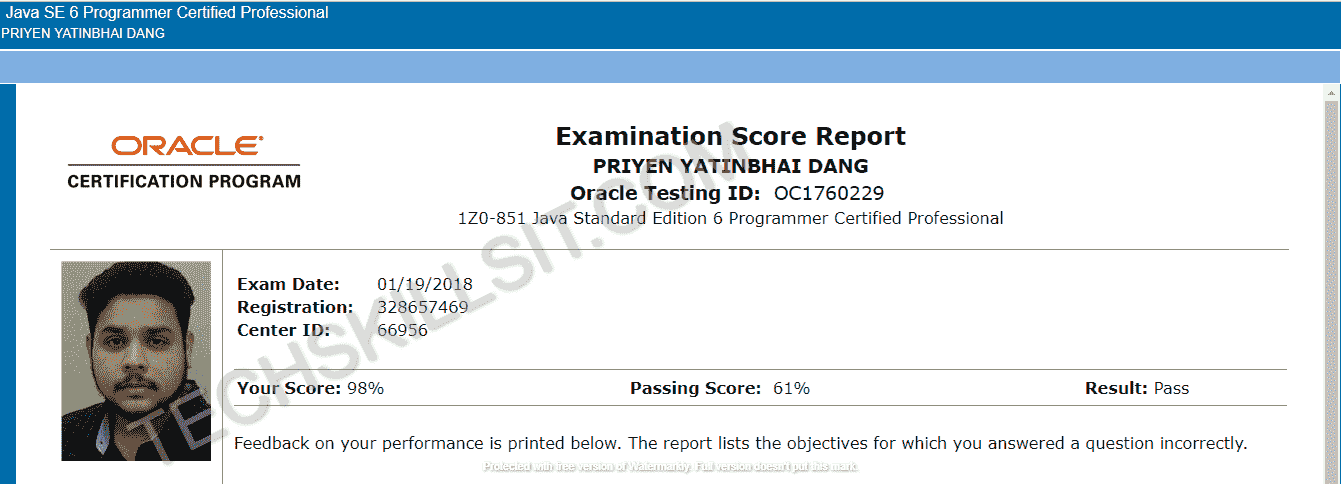 Java SE 6 Programmer Certified Professional
PRIYEN YATINBHAI DANG
ORACLE®
CERTIFICATION PROGRAM
Examination Score Report
PRIYEN YATINBHAI DANG
Oracle Testing ID: OC1760229
1Z0-851 Java Standard Edition 6 Programmer Certified Professional
Exam Date: 01/19/2018
Registration: 328657469
Center ID: 66956
Your Score: 98% Passing Score: 61% Result: Pass
Feedback on your performance is printed below. The report lists the objectives for which you answered a question incorrectly.
TECHSKILLSIT.COM
Protected with free version of Watermarkly. Full version doesn't put this mark.